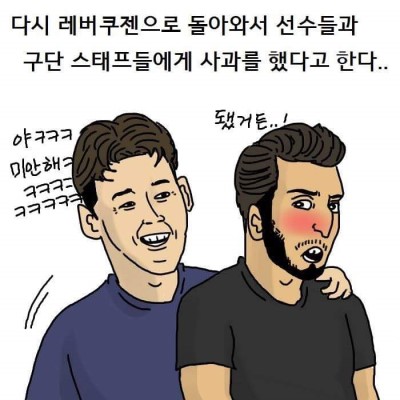 다시 레버쿠젠으로 돌아와서 선수들과
구단 스태프들에게 사과를 했다고 한다..
야ㅋㅋㅋ
미안해ㅋ
ㅋㅋㅋㅋ
ㅋㅋㅋㅋㅋ
됐거든..!